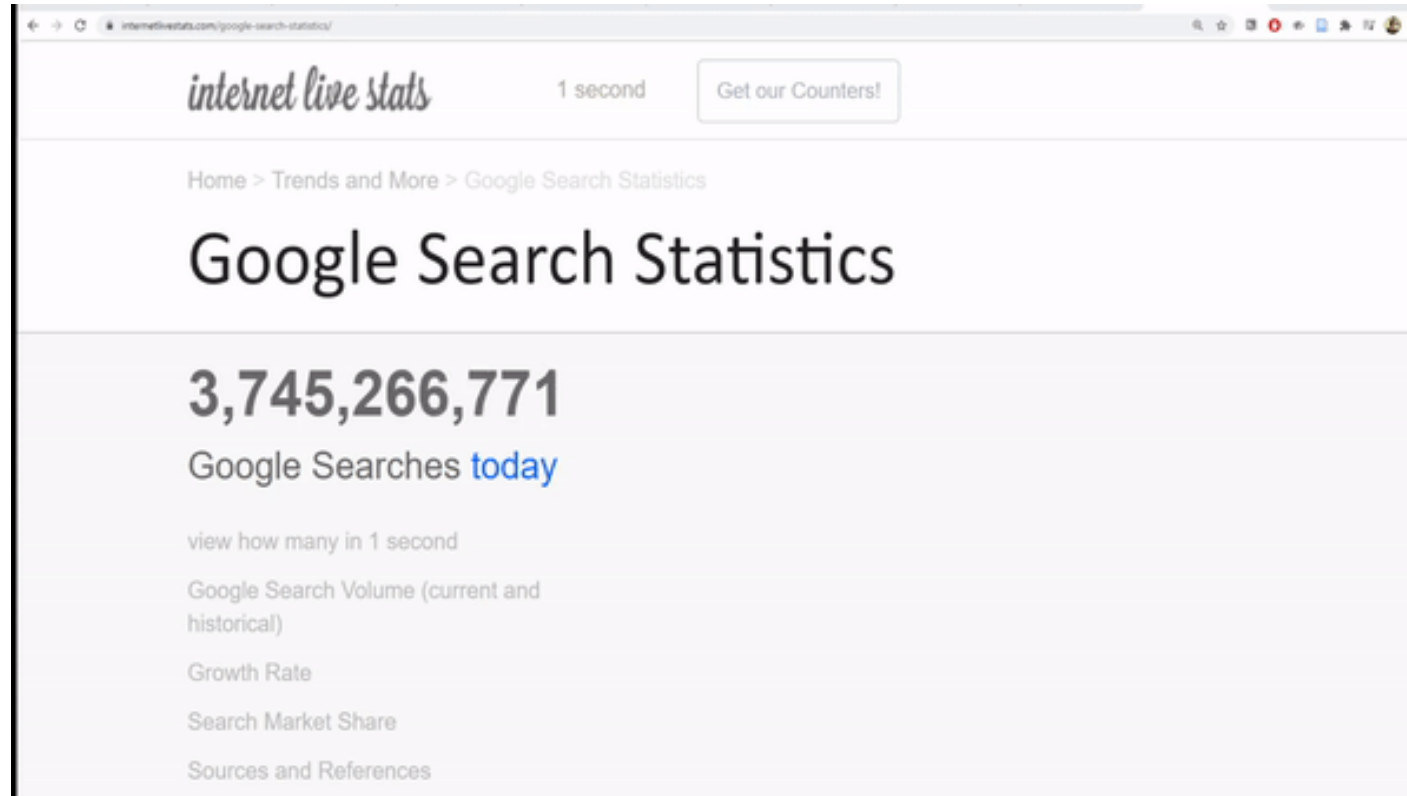 internetlivestats.com/google-search-statistics/
internet live stats
1 second
Get our Counters!
Home > Trends and More > Google Search Statistics
Google Search Statistics
3,745,266,771
Google Searches today
view how many in 1 second
Google Search Volume (current and
historical)
Growth Rate
Search Market Share
Sources and References